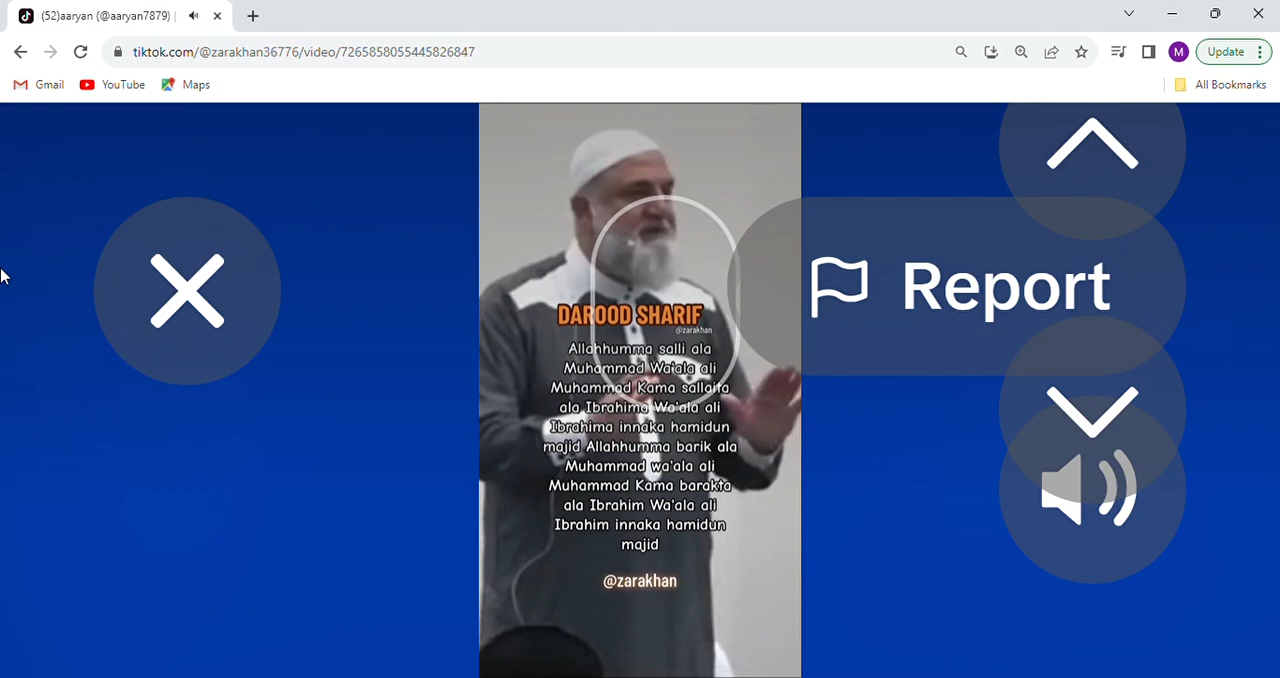 (52)aaryan (@aaryan7879) |
tiktok.com/@zarakhan36776/video/7265858055445826847
M
Update
Gmail
YouTube
Maps
All Bookmarks
Report
DAROOD SHARIF
@zarakhan
Allahhumma salli ala
Muhammad Wa'ala ali
Muhammad Kama sallaita
ala Ibrahima Wa'ala ali
Ibrahima innaka hamidun
majid Allahhumma barik ala
Muhammad wa'ala ali
Muhammad Kama barakta
ala Ibrahim Wa'ala ali
Ibrahim innaka hamidun
majid
@zarakhan